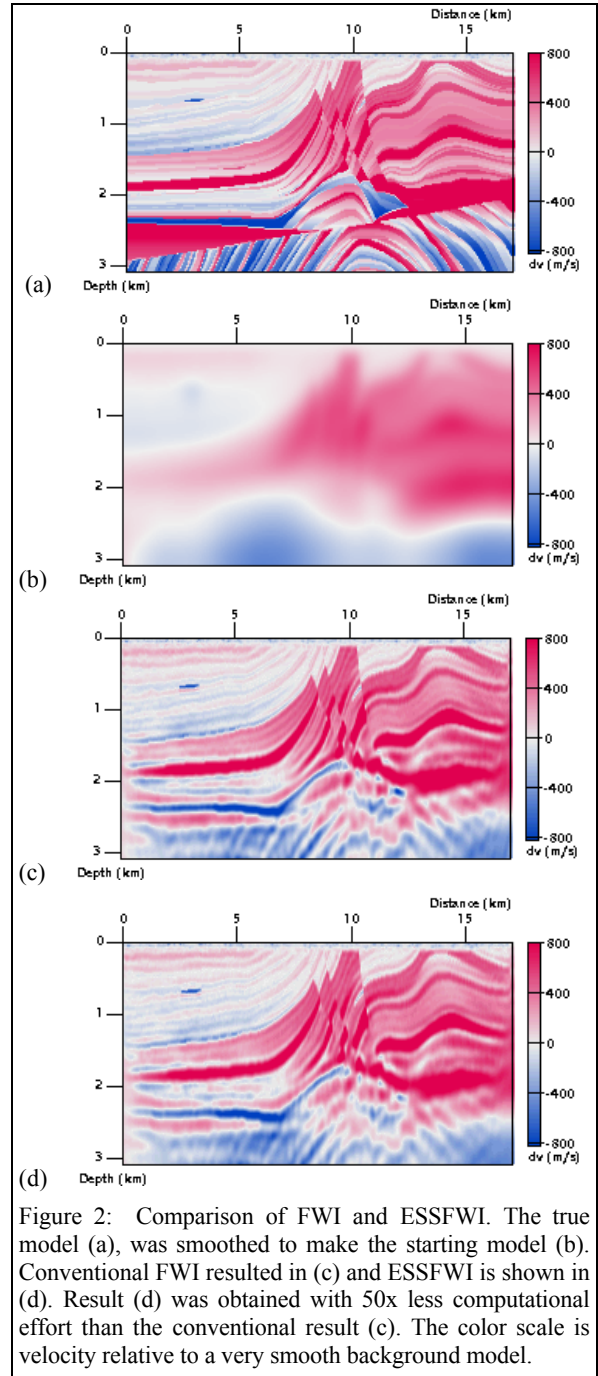 Distance (km)
0 5 10 15
0
1
2
3
800
400
0
-400
-800
dv (m/s)
(a) Depth (km)
Distance (km)
0 5 10 15
0
1
2
3
800
400
0
-400
-800
dv (m/s)
(b) Depth (km)
Distance (km)
0 5 10 15
0
1
2
3
800
400
0
-400
-800
dv (m/s)
(c) Depth (km)
Distance (km)
0 5 10 15
0
1
2
3
800
400
0
-400
-800
dv (m/s)
(d) Depth (km)
Figure 2: Comparison of FWI and ESSFWI. The true
model (a), was smoothed to make the starting model (b).
Conventional FWI resulted in (c) and ESSFWI is shown in
(d). Result (d) was obtained with 50x less computational
effort than the conventional result (c). The color scale is
velocity relative to a very smooth background model.